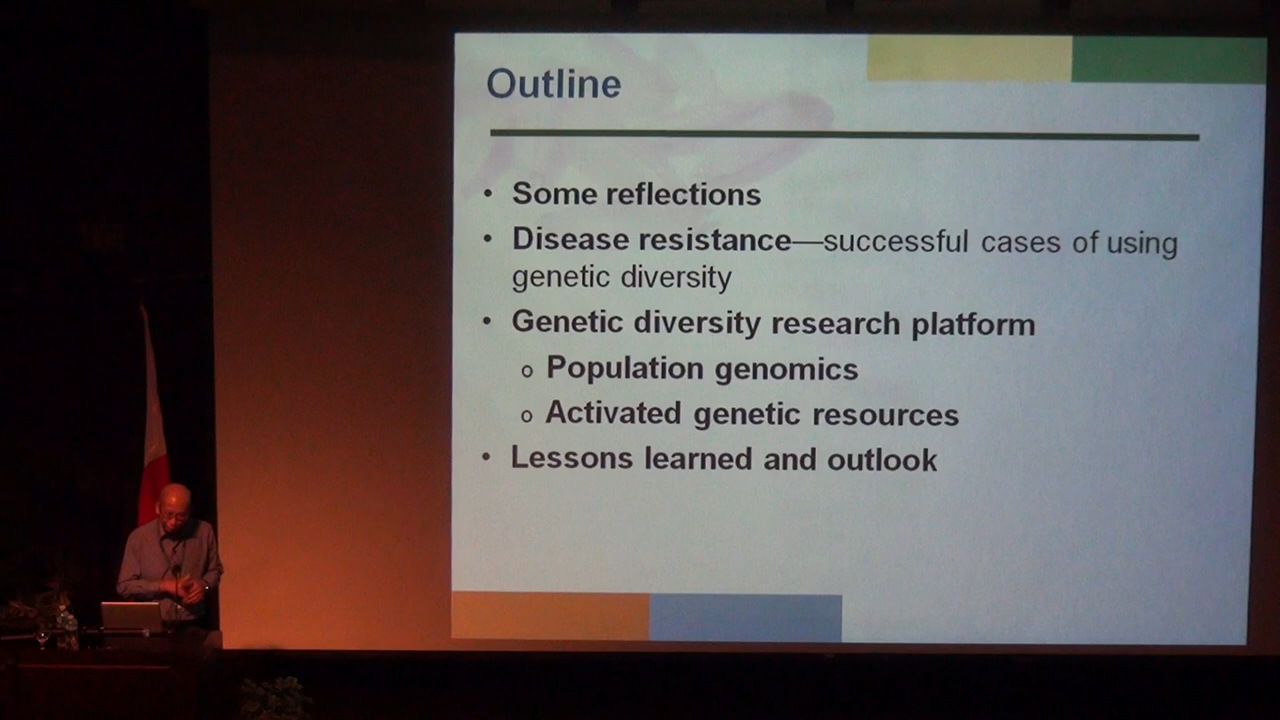 Outline
• Some reflections
• Disease resistance—successful cases of using
genetic diversity
• Genetic diversity research platform
o Population genomics
o Activated genetic resources
• Lessons learned and outlook